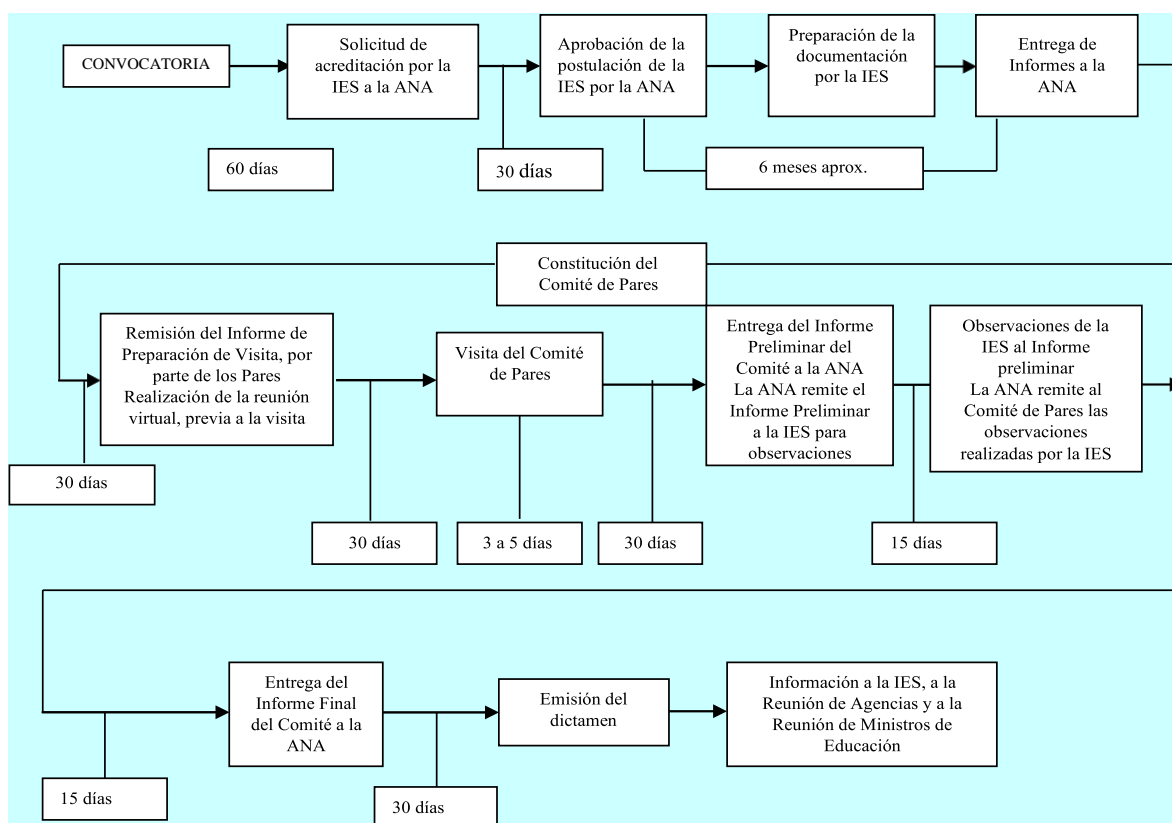 CONVOCATORIA
Solicitud de
acreditación por la
IES a la ANA
Aprobación de la
postulación de la
IES por la ANA
Preparación de la
documentación
por la IES
Entrega de
Informes a la
ANA
60 días
30 días
6 meses aprox.
Constitución del
Comité de Pares
Remisión del Informe de
Preparación de Visita, por
parte de los Pares
Realización de la reunión
virtual, previa a la visita
Visita del Comité
de Pares
Entrega del Informe
Preliminar del
Comité a la ANA
La ANA remite el
Informe Preliminar
a la IES para
observaciones
Observaciones de la
IES al Informe
preliminar
La ANA remite al
Comité de Pares las
observaciones
realizadas por la IES
30 días
30 días
3 a 5 días
30 días
15 días
Entrega del
Informe Final
del Comité a la
ANA
Emisión del
dictamen
Información a la IES, a la
Reunión de Agencias y a la
Reunión de Ministros de
Educación
15 días
30 días